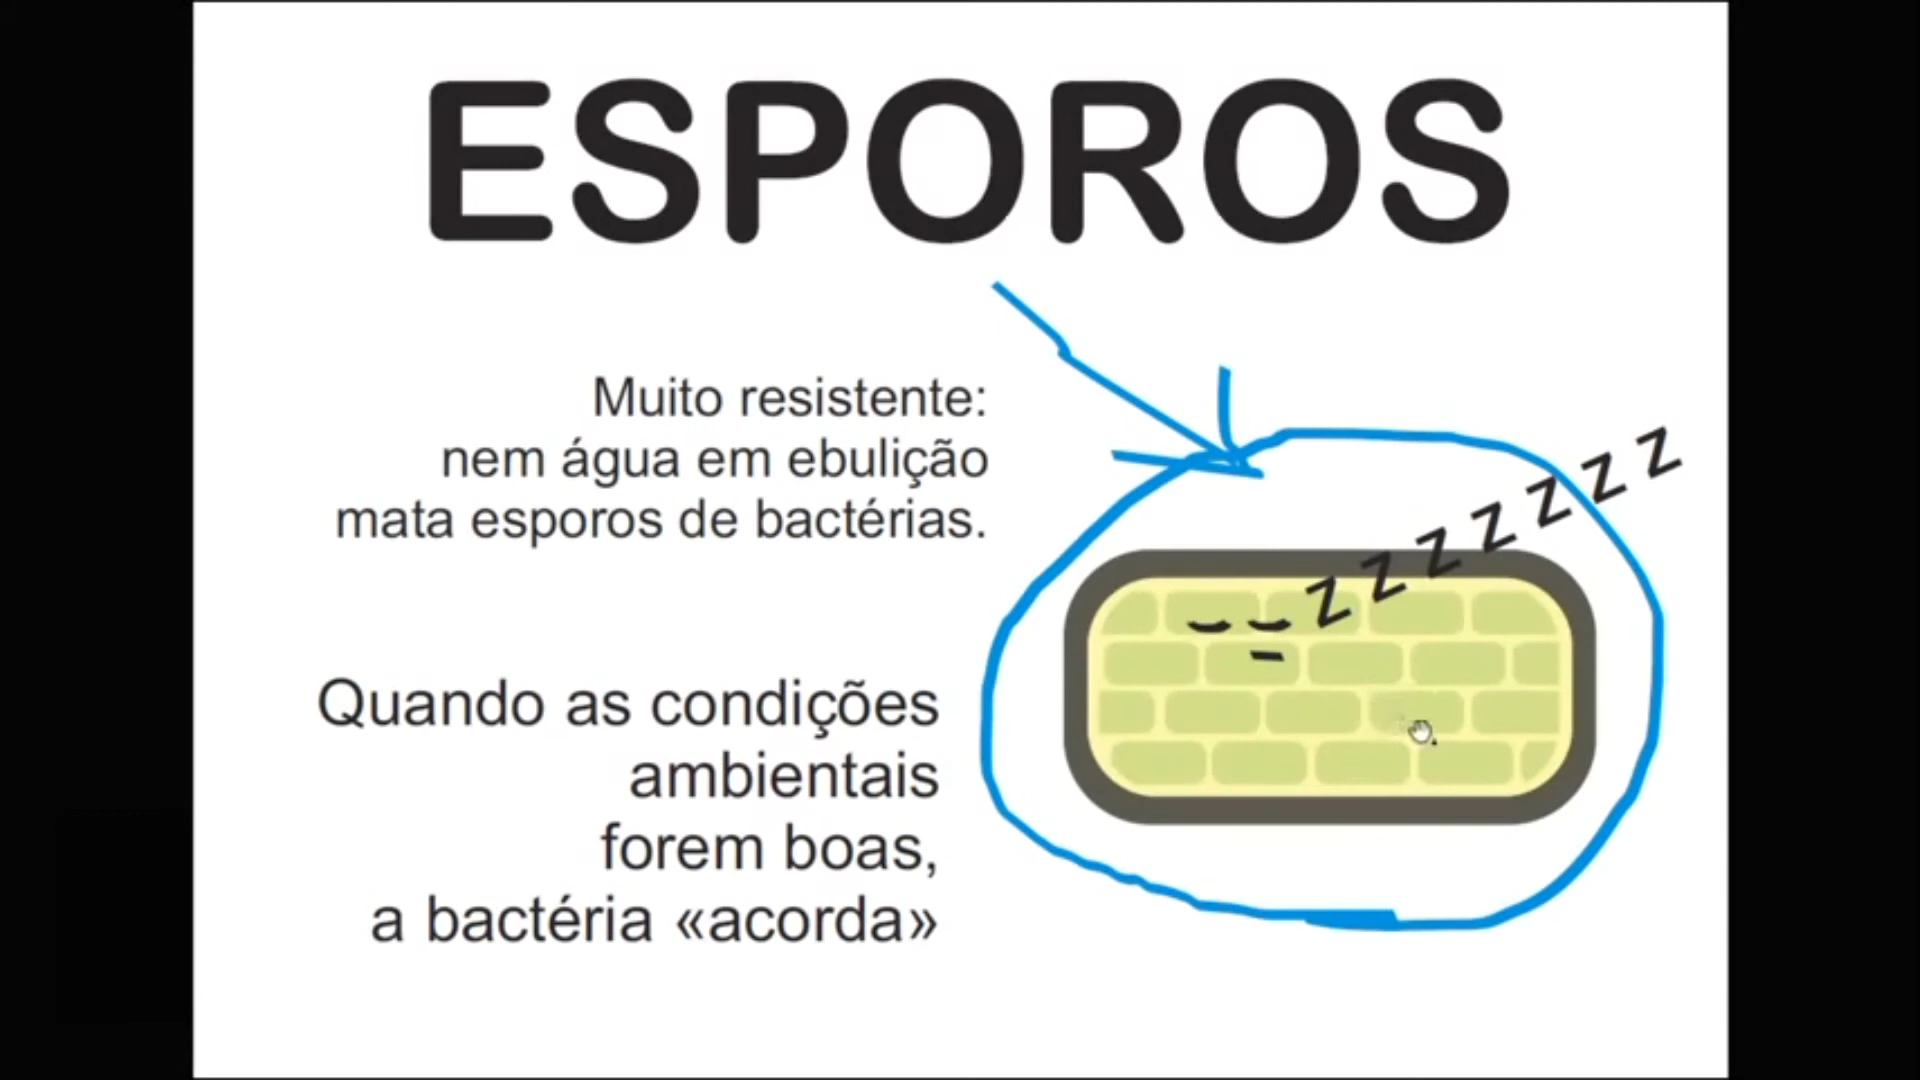 ESPOROS
Muito resistente:
nem água em ebulição
mata esporos de bactérias.
z z z z z z z
Quando as condições
ambientais
forem boas,
a bactéria «acorda»